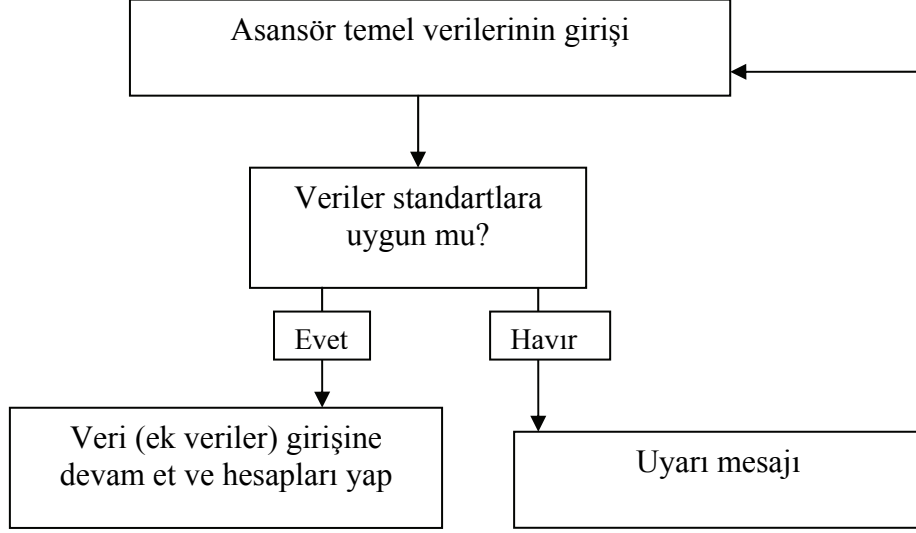 Asansör temel verilerinin girişi
Veriler standartlara
uygun mu?
Evet
Havır
Veri (ek veriler) girişine
devam et ve hesapları yap
Uyarı mesajı